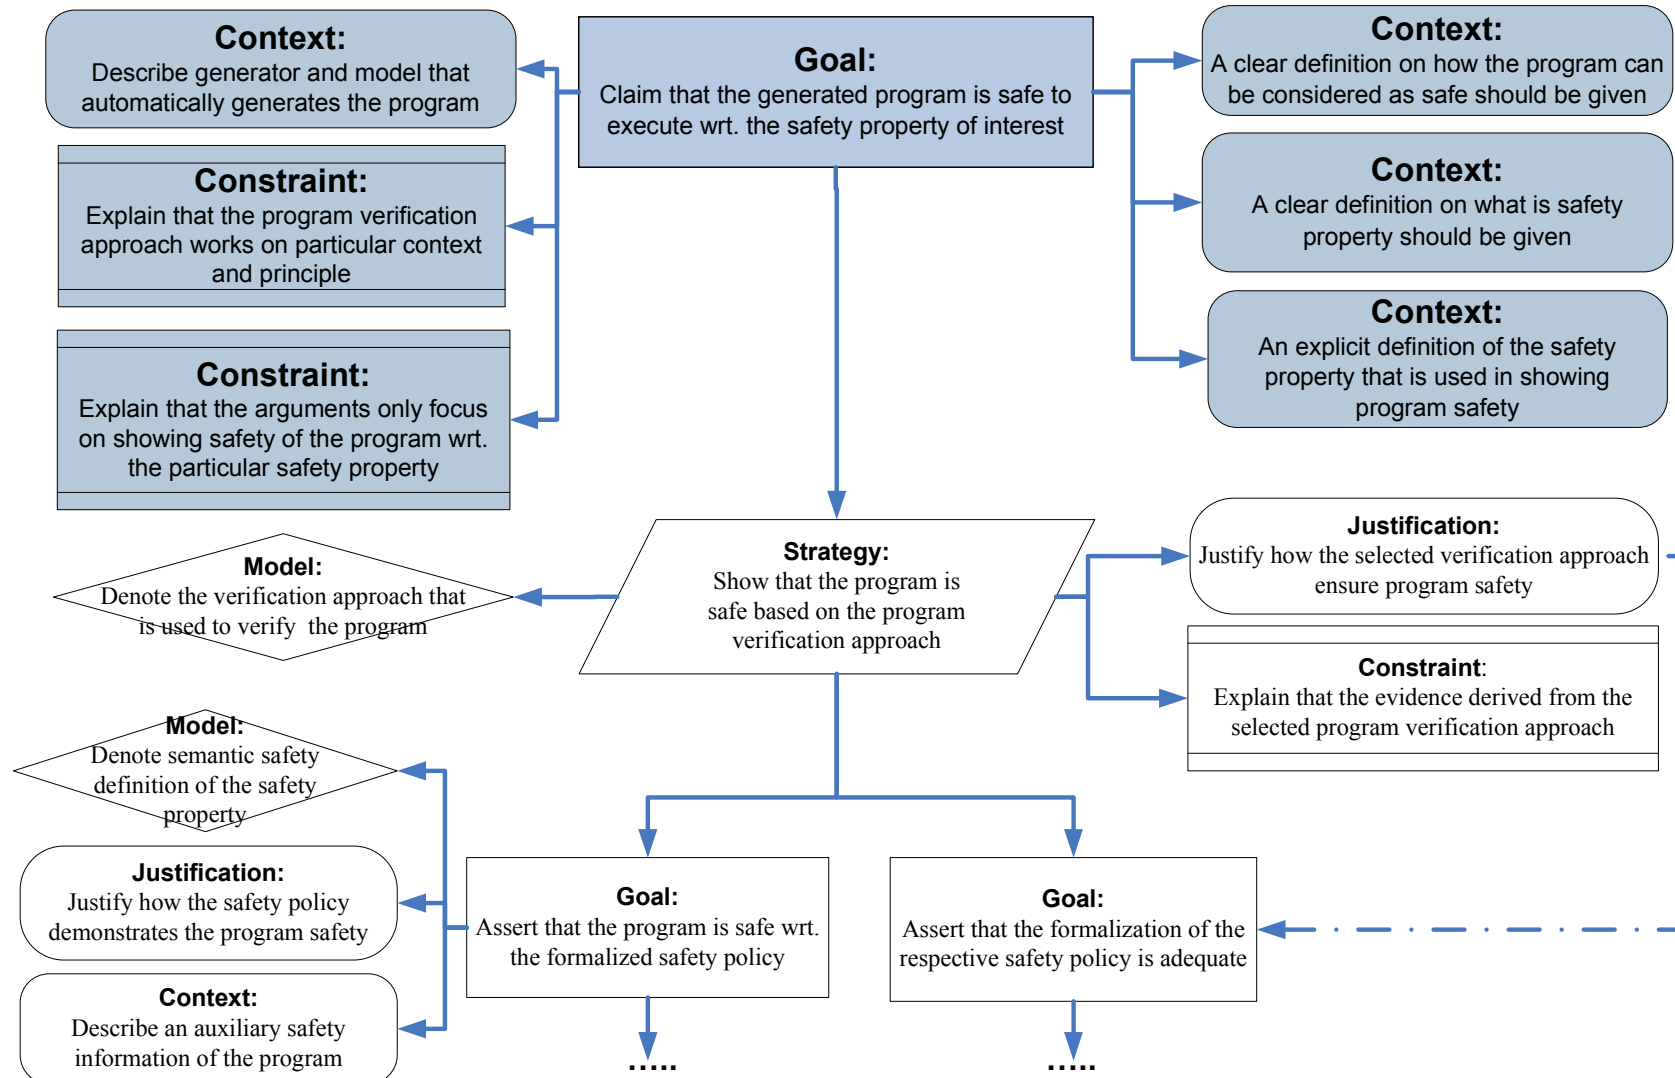 Context:
Describe generator and model that
automatically generates the program
Goal:
Claim that the generated program is safe to
execute wrt. the safety property of interest
Context:
A clear definition on how the program can
be considered as safe should be given
Constraint:
Explain that the program verification
approach works on particular context
and principle
Context:
A clear definition on what is safety
property should be given
Constraint:
Explain that the arguments only focus
on showing safety of the program wrt.
the particular safety property
Context:
An explicit definition of the safety
property that is used in showing
program safety
Model:
Denote the verification approach that
is used to verify the program
Strategy:
Show that the program is
safe based on the program
verification approach
Justification:
Justify how the selected verification approach
ensure program safety
Constraint:
Explain that the evidence derived from the
selected program verification approach
Model:
Denote semantic safety
definition of the safety
property
Justification:
Justify how the safety policy
demonstrates the program safety
Context:
Describe an auxiliary safety
information of the program
Goal:
Assert that the program is safe wrt.
the formalized safety policy
.....
Goal:
Assert that the formalization of the
respective safety policy is adequate
.....